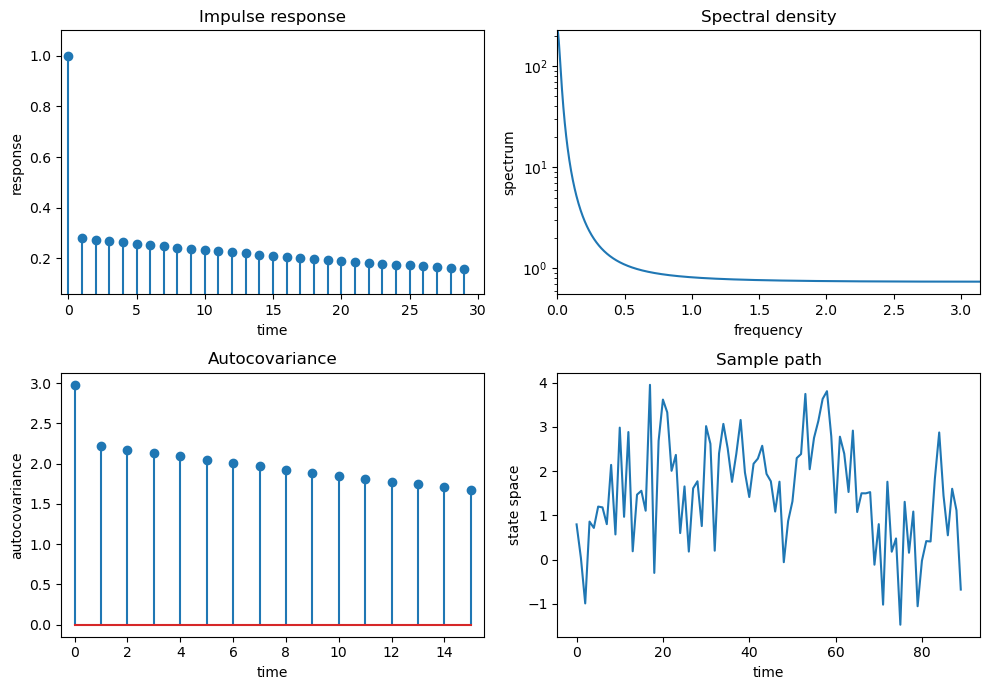 Impulse response
response
1.0
0.8
0.6
0.4
0.2
0 5 10 15 20 25 30
time
Spectral density
spectrum
10²
10¹
10⁰
0.0 0.5 1.0 1.5 2.0 2.5 3.0
frequency
Autocovariance
autocovariance
3.0
2.5
2.0
1.5
1.0
0.5
0.0
0 2 4 6 8 10 12 14
time
Sample path
state space
4
3
2
1
0
−1
0 20 40 60 80
time